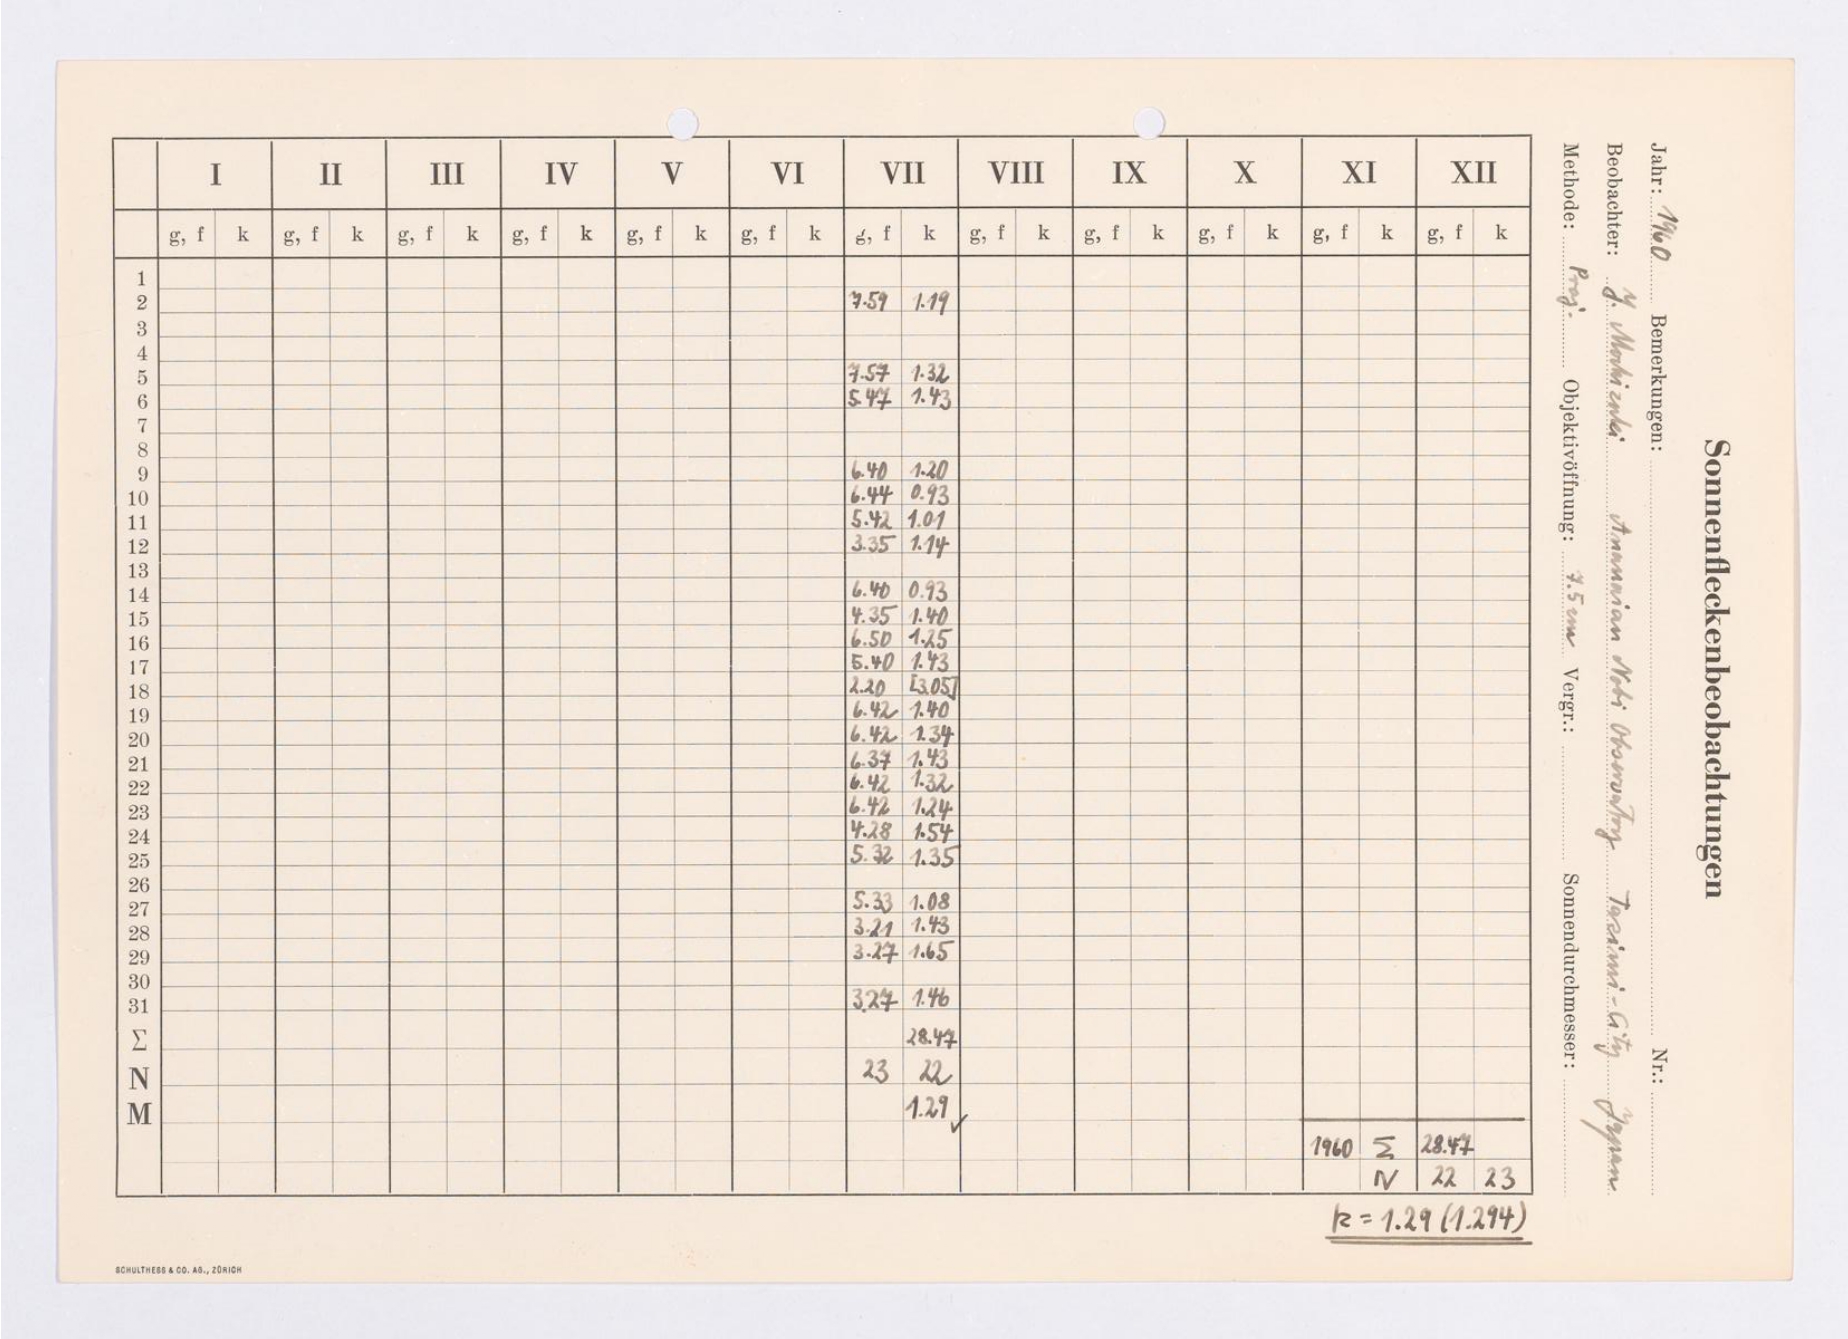 Sonnenfleckenbeobachtungen
Jahr: 1960 Bemerkungen: Nr.:
Beobachter: Observatory City Japan
Methode: Proj. Objektivöffnung: 7.5 cm Vergr.: Sonnendurchmesser:
I II III IV V VI VII VIII IX X XI XII
g, f k g, f k g, f k g, f k g, f k g, f k g, f k g, f k g, f k g, f k g, f k g, f k
1
2 7.59 1.19
3
4
5 7.57 1.32
6 5.47 1.43
7
8
9 6.40 1.20
10 6.44 0.93
11 5.42 1.01
12 3.35 1.14
13
14 6.40 0.93
15 4.35 1.40
16 6.50 1.25
17 5.40 1.43
18 2.20 [3.05]
19 6.42 1.40
20 6.42 1.34
21 6.37 1.43
22 6.42 1.32
23 6.42 1.24
24 4.28 1.54
25 5.32 1.35
26
27 5.33 1.08
28 3.21 1.43
29 3.27 1.65
30
31 3.27 1.46
Σ 28.47
N 23 22
M 1.29 ✓
1960 Σ 28.47
N 22 23
k = 1.29 (1.294)
SCHULTHESS & CO. AG., ZÜRICH